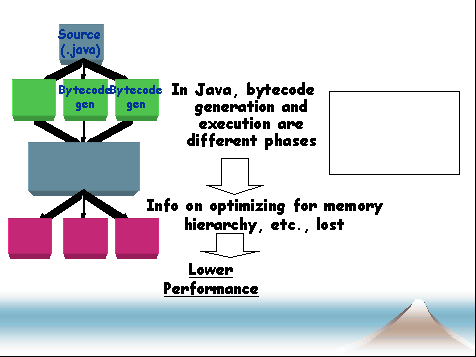 Source
(.java)
Bytecode
gen
Bytecode
gen
In Java, bytecode
generation and
execution are
different phases
Info on optimizing for memory
hierarchy, etc., lost
Lower
Performance